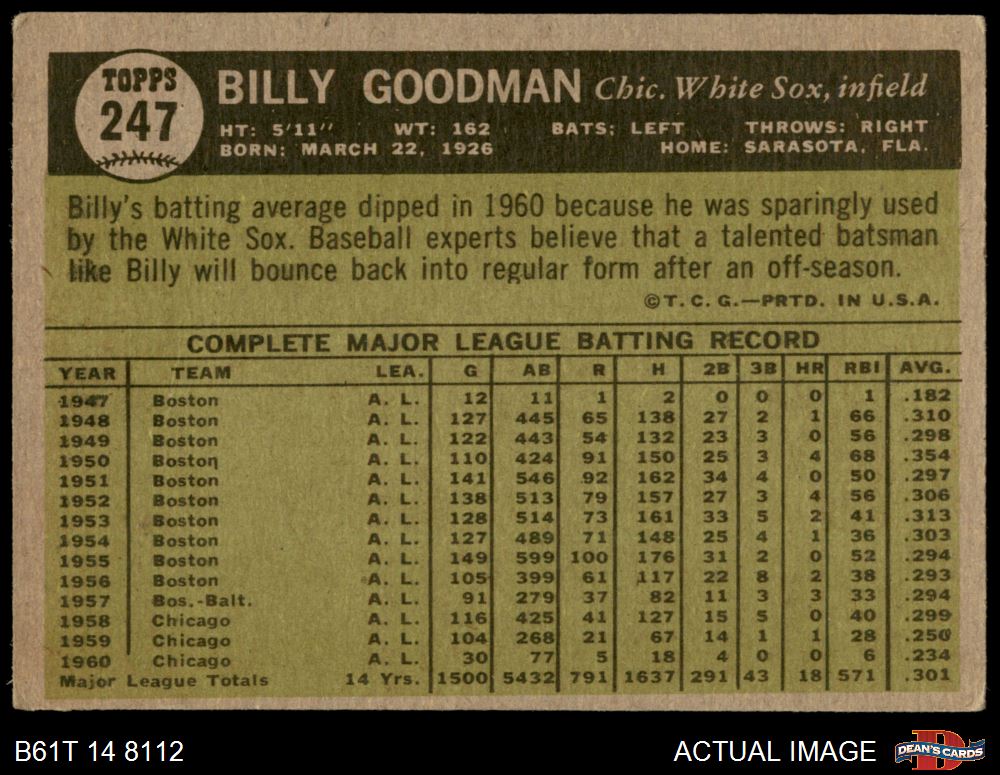 TOPPS
247
BILLY GOODMAN Chic. White Sox, infield
HT: 5'11" WT: 162 BATS: LEFT THROWS: RIGHT
BORN: MARCH 22, 1926 HOME: SARASOTA, FLA.
Billy's batting average dipped in 1960 because he was sparingly used
by the White Sox. Baseball experts believe that a talented batsman
like Billy will bounce back into regular form after an off-season.
©T. C. G.—PRTD. IN U.S.A.
COMPLETE MAJOR LEAGUE BATTING RECORD
YEAR TEAM LEA. G AB R H 2B 3B HR RBI AVG.
1947 Boston A. L. 12 11 1 2 0 0 0 1 .182
1948 Boston A. L. 127 445 65 138 27 2 1 66 .310
1949 Boston A. L. 122 443 54 132 23 3 0 56 .298
1950 Boston A. L. 110 424 91 150 25 3 4 68 .354
1951 Boston A. L. 141 546 92 162 34 4 0 50 .297
1952 Boston A. L. 138 513 79 157 27 3 4 56 .306
1953 Boston A. L. 128 514 73 161 33 5 2 41 .313
1954 Boston A. L. 127 489 71 148 25 4 1 36 .303
1955 Boston A. L. 149 599 100 176 31 2 0 52 .294
1956 Boston A. L. 105 399 61 117 22 8 2 38 .293
1957 Bos.-Balt. A. L. 91 279 37 82 11 3 3 33 .294
1958 Chicago A. L. 116 425 41 127 15 5 0 40 .299
1959 Chicago A. L. 104 268 21 67 14 1 1 28 .250
1960 Chicago A. L. 30 77 5 18 4 0 0 6 .234
Major League Totals 14 Yrs. 1500 5432 791 1637 291 43 18 571 .301
B61T 14 8112 ACTUAL IMAGE
DEAN'S CARDS